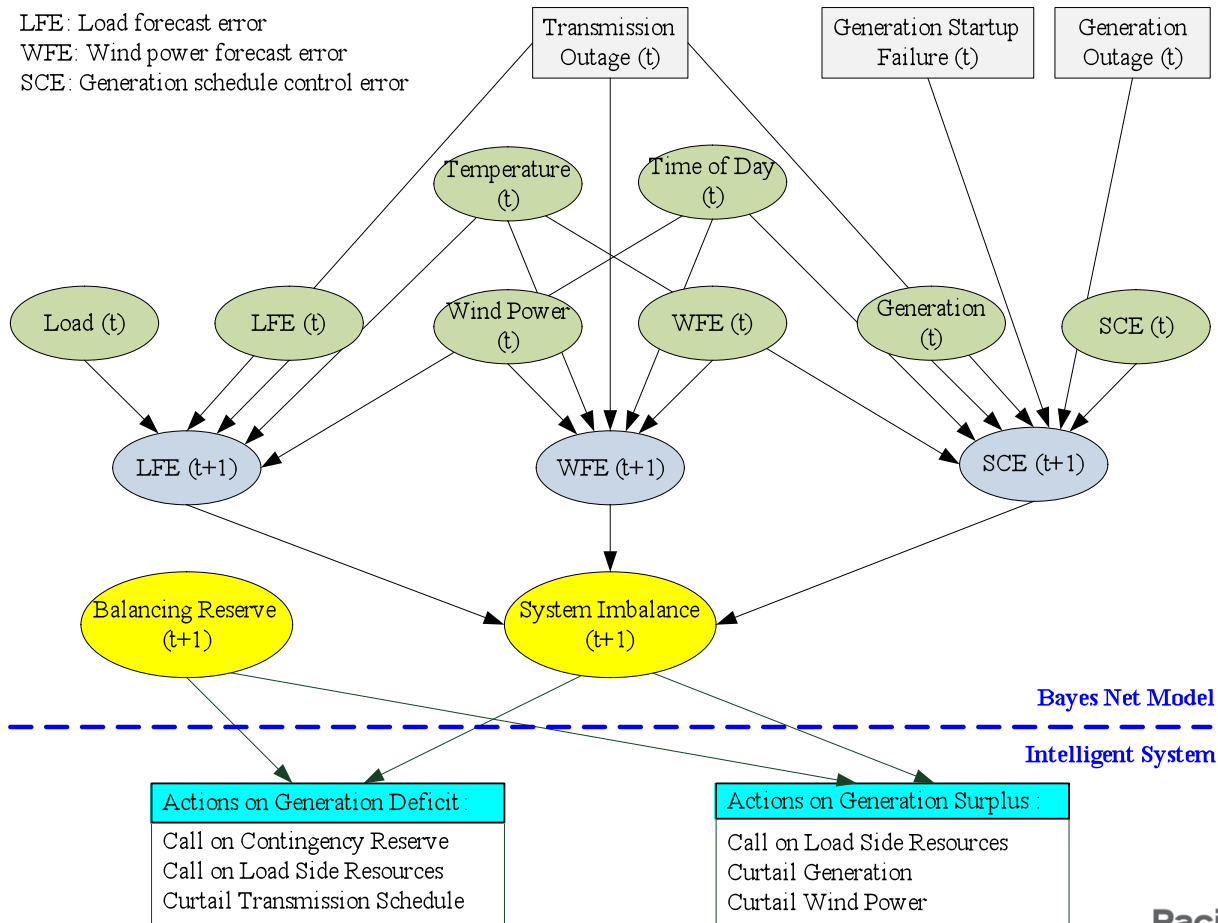 LFE: Load forecast error
WFE: Wind power forecast error
SCE: Generation schedule control error
Transmission
Outage (t)
Generation Startup
Failure (t)
Generation
Outage (t)
Temperature
(t)
Time of Day
(t)
Load (t)
LFE (t)
Wind Power
(t)
WFE (t)
Generation
(t)
SCE (t)
LFE (t+1)
WFE (t+1)
SCE (t+1)
Balancing Reserve
(t+1)
System Imbalance
(t+1)
Bayes Net Model
Intelligent System
Actions on Generation Deficit :
Call on Contingency Reserve
Call on Load Side Resources
Curtail Transmission Schedule
Actions on Generation Surplus :
Call on Load Side Resources
Curtail Generation
Curtail Wind Power